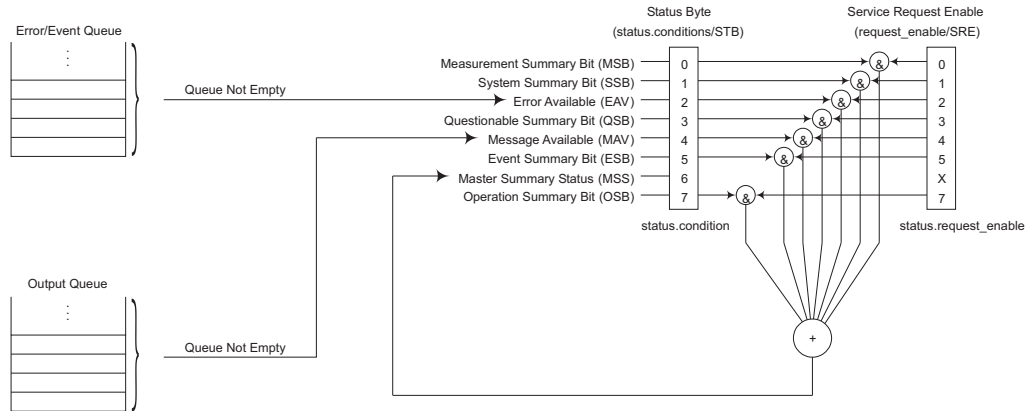 Error/Event Queue
Status Byte
(status.conditions/STB)
Service Request Enable
(request_enable/SRE)
Queue Not Empty
Measurement Summary Bit (MSB)
System Summary Bit (SSB)
Error Available (EAV)
Questionable Summary Bit (QSB)
Message Available (MAV)
Event Summary Bit (ESB)
Master Summary Status (MSS)
Operation Summary Bit (OSB)
0
1
2
3
4
5
6
7
&
&
&
&
&
&
&
0
1
2
3
4
5
X
7
status.condition
status.request_enable
Output Queue
Queue Not Empty
+